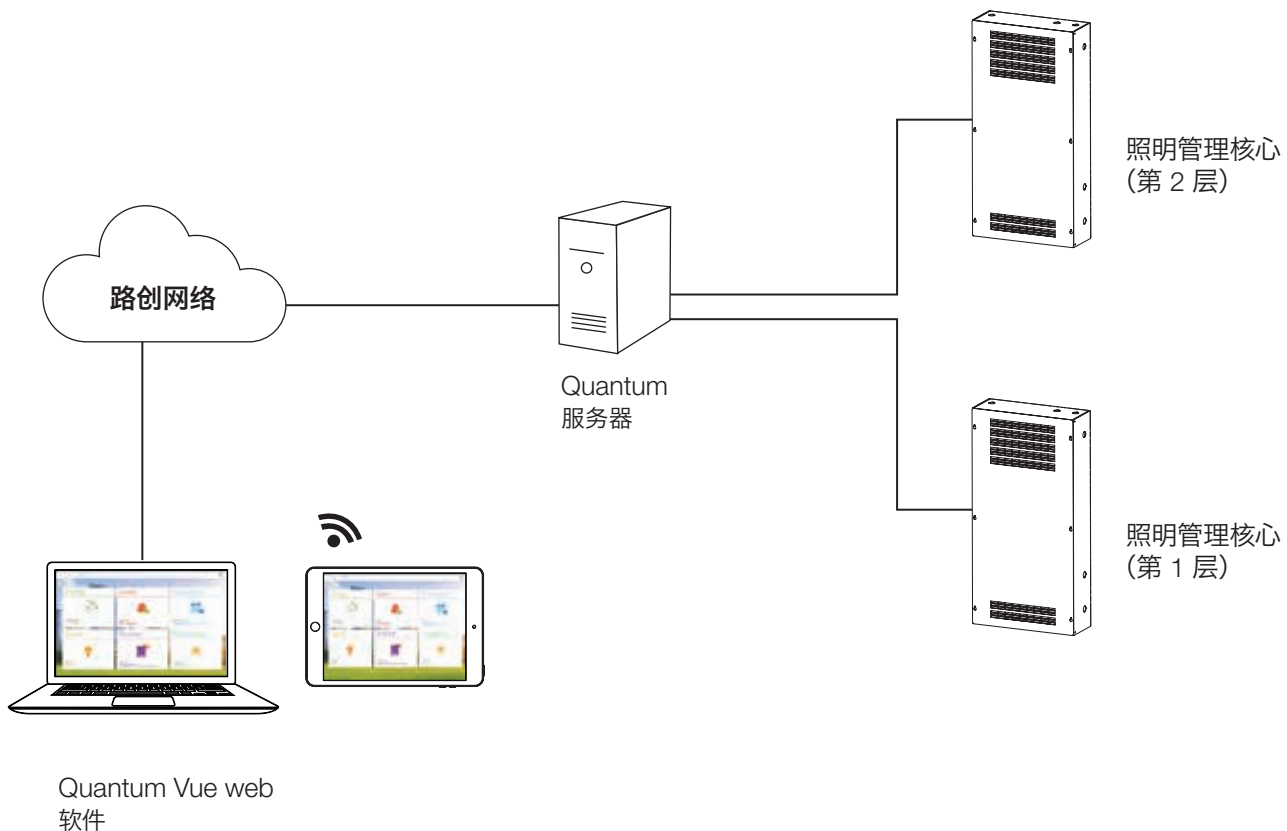 照明管理核心
(第 2 层)
路创网络
Quantum
服务器
照明管理核心
(第 1 层)
Quantum Vue web
软件